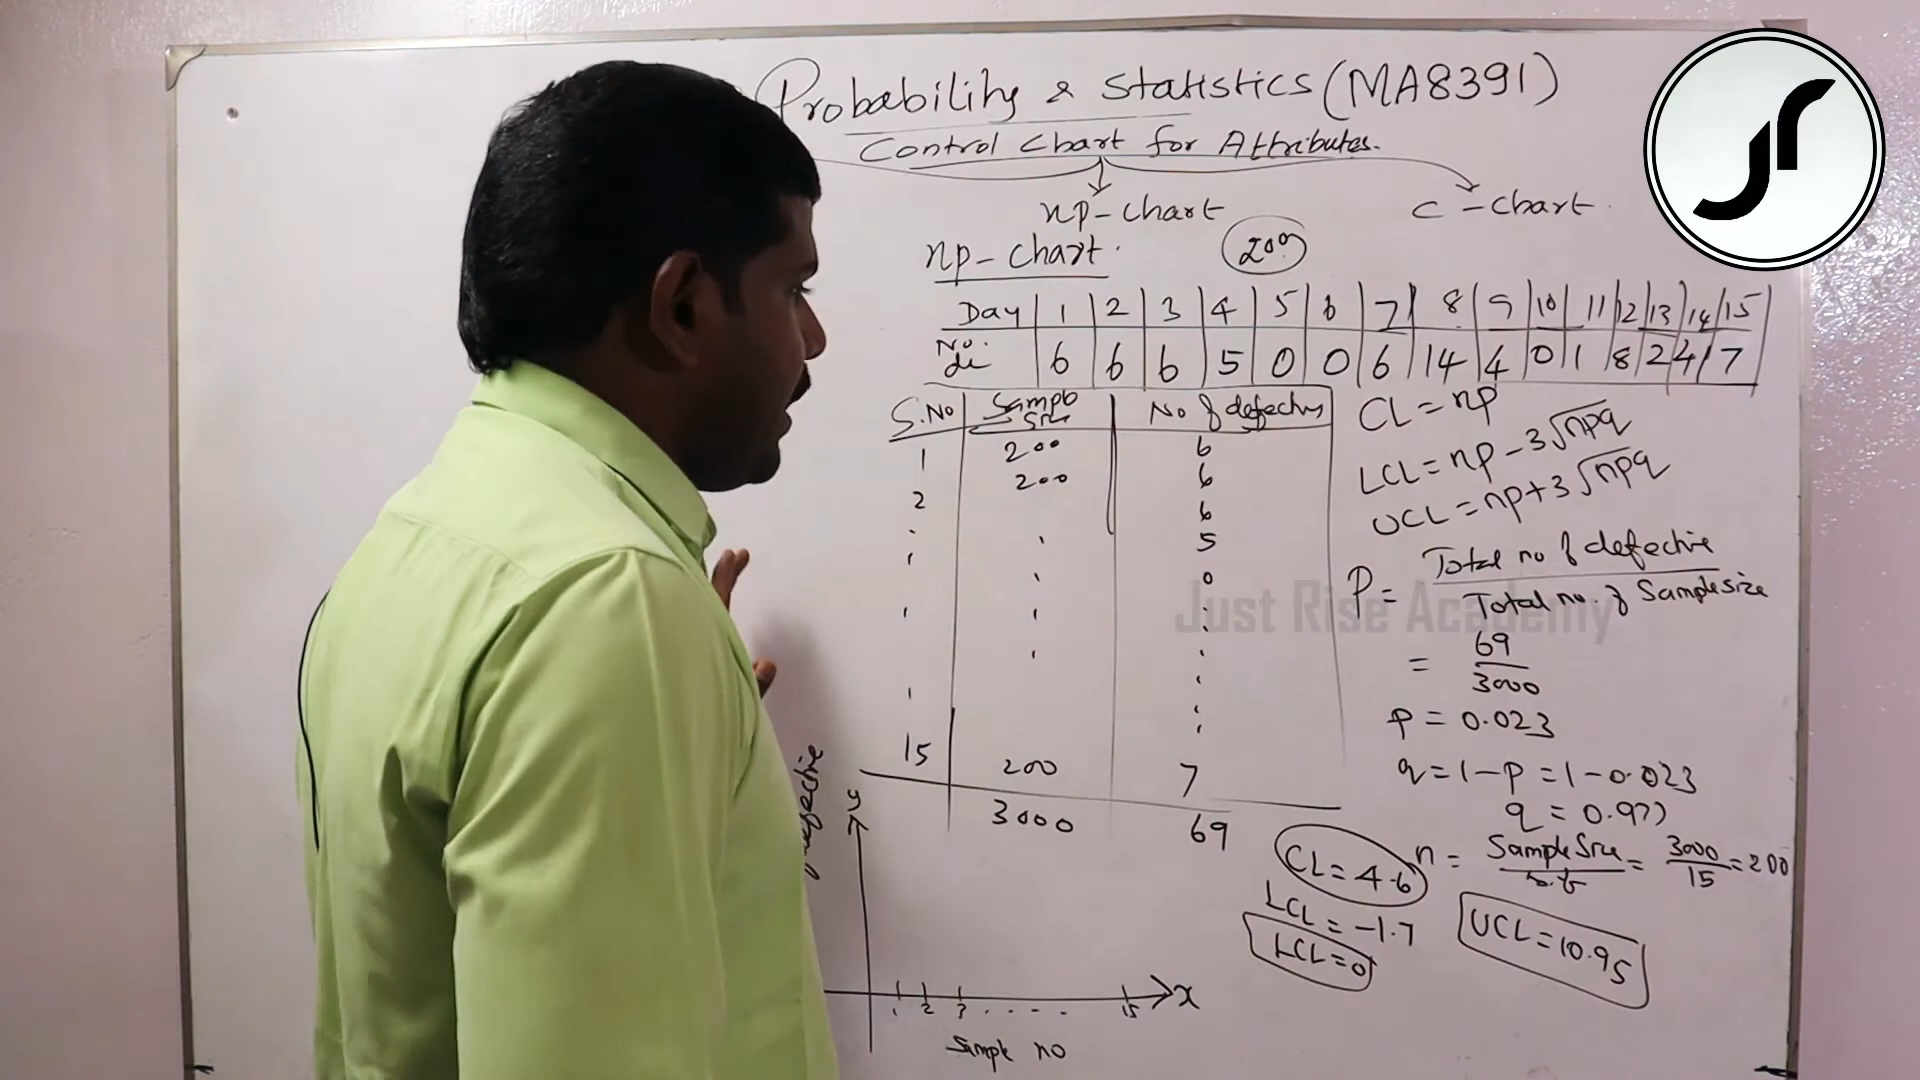 Probability & Statistics (MA8391)
Control Chart for Attributes.
np-chart
c-chart
np-chart.
200
Day 1 2 3 4 5 6 7 8 9 10 11 12 13 14 15
No. de 6 6 6 5 0 0 6 14 4 0 1 8 2 4 7
S.No Sample Size No of defectives
1 200 6
2 200 6
6
5
0
15 200 7
3000 69
CL = np
LCL = np - 3√npq
UCL = np + 3√npq
P = Total no of defective / Total no. of Sample size
= 69/3000
p = 0.023
q = 1-p = 1-0.023
q = 0.977
n = Sample Size / = 3000/15 = 200
CL = 4.6
LCL = -1.7
LCL = 0
UCL = 10.95
defective
y
x
1 2 3 .... 15
Sample no
Just Rise Academy